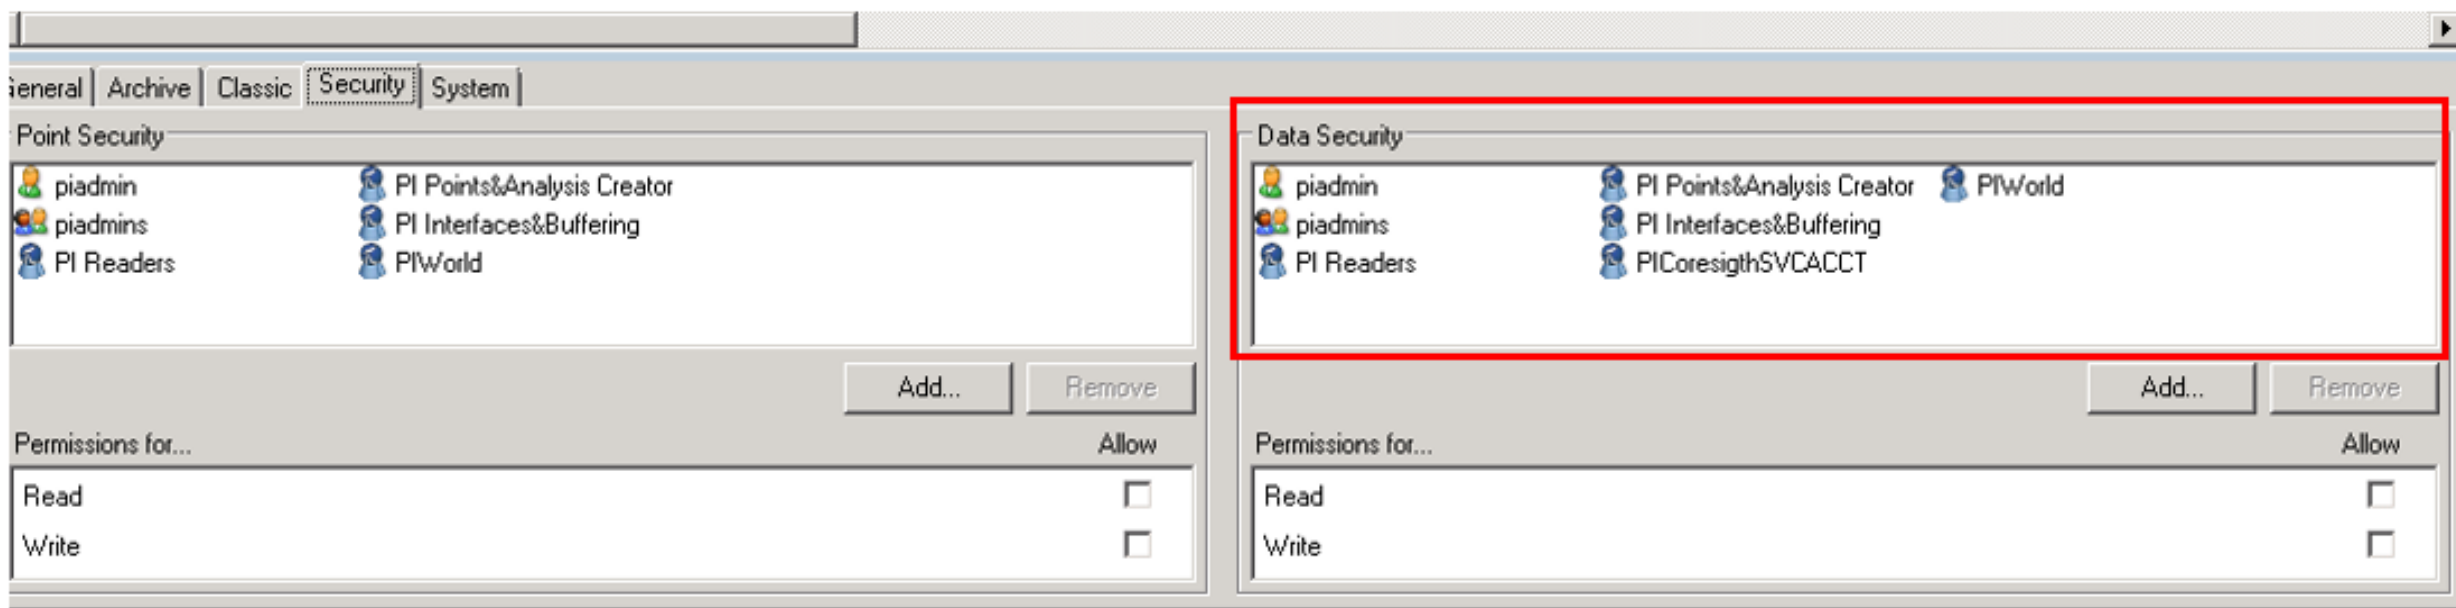 General Archive Classic Security System
Point Security
piadmin PI Points&Analysis Creator
piadmins PI Interfaces&Buffering
PI Readers PIWorld
Add... Remove
Permissions for... Allow
Read
Write
Data Security
piadmin PI Points&Analysis Creator PIWorld
piadmins PI Interfaces&Buffering
PI Readers PICoresigthSVCACCT
Add... Remove
Permissions for... Allow
Read
Write